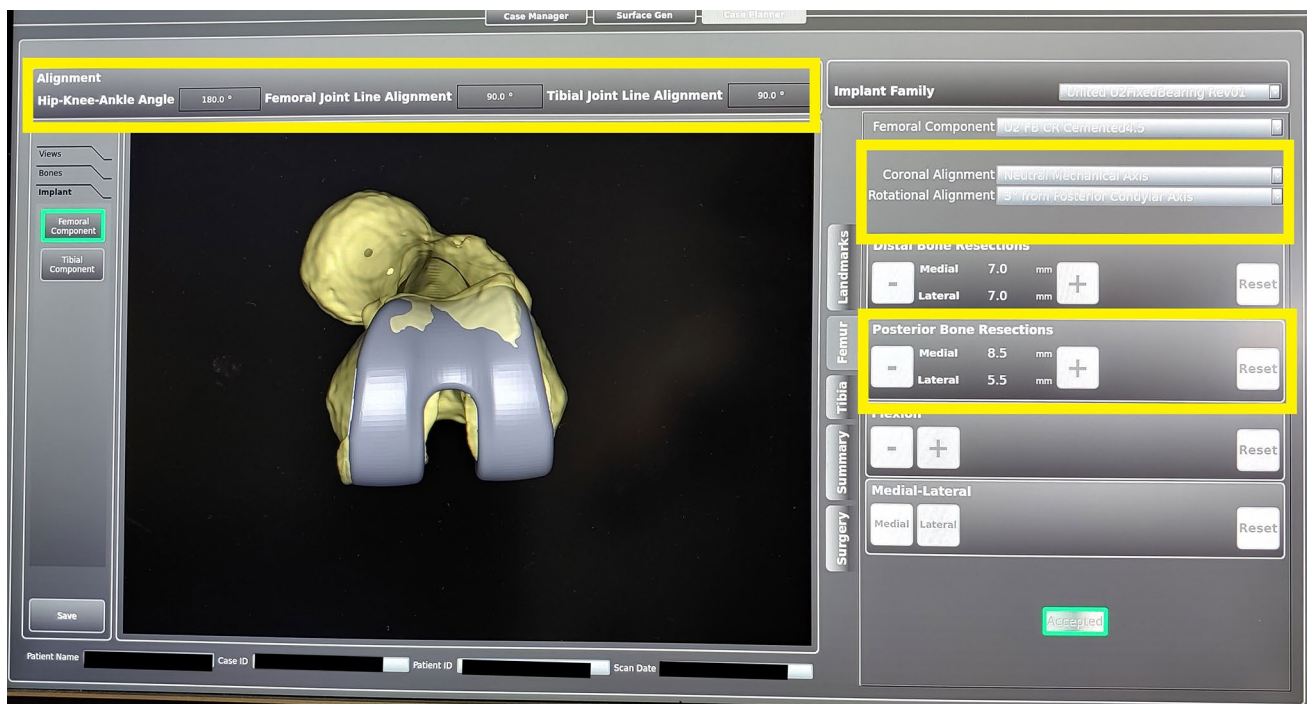 Case Manager
Surface Gen
Case Planner
Alignment
Hip-Knee-Ankle Angle 180.0 ° Femoral Joint Line Alignment 90.0 ° Tibial Joint Line Alignment 90.0 °
Views
Bones
Implant
Femoral
Component
Tibial
Component
Save
Implant Family United U2FixedBearing Rev01
Femoral Component U2 FB CR Cemented4.5
Coronal Alignment Neutral Mechanical Axis
Rotational Alignment 3° from Posterior Condylar Axis
Distal Bone Resections
- Medial 7.0 mm +
Lateral 7.0 mm
Reset
Posterior Bone Resections
- Medial 8.5 mm +
Lateral 5.5 mm
Reset
Flexion
- +
Reset
Medial-Lateral
Medial Lateral
Reset
Accepted
Landmarks
Femur
Tibia
Summary
Surgery
Patient Name
Case ID
Patient ID
Scan Date